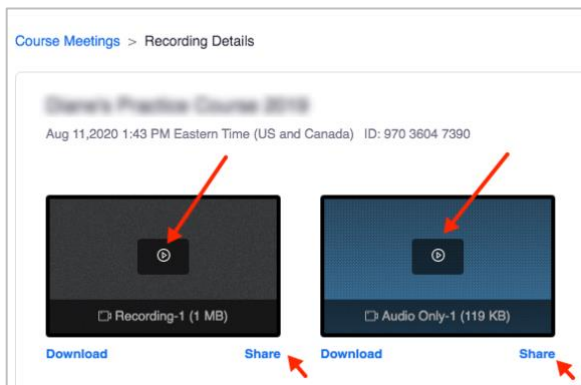 Course Meetings > Recording Details
Aug 11,2020 1:43 PM Eastern Time (US and Canada) ID: 970 3604 7390
Recording-1 (1 MB) Audio Only-1 (119 KB)
Download Share Download Share